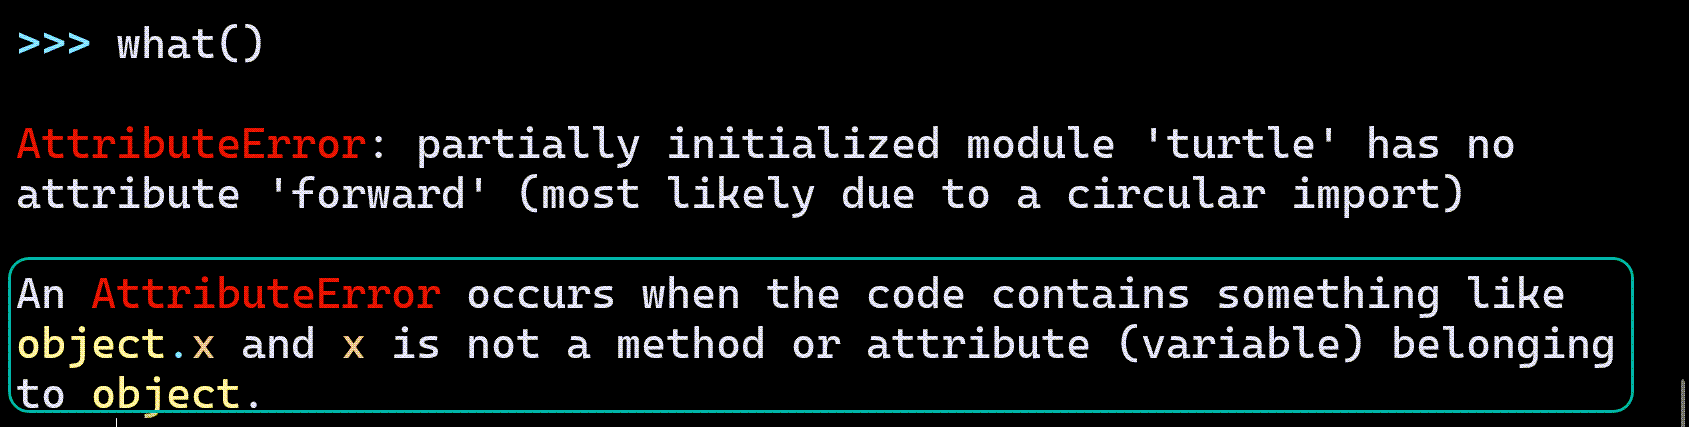 >>> what()
AttributeError: partially initialized module 'turtle' has no
attribute 'forward' (most likely due to a circular import)
An AttributeError occurs when the code contains something like
object.x and x is not a method or attribute (variable) belonging
to object.